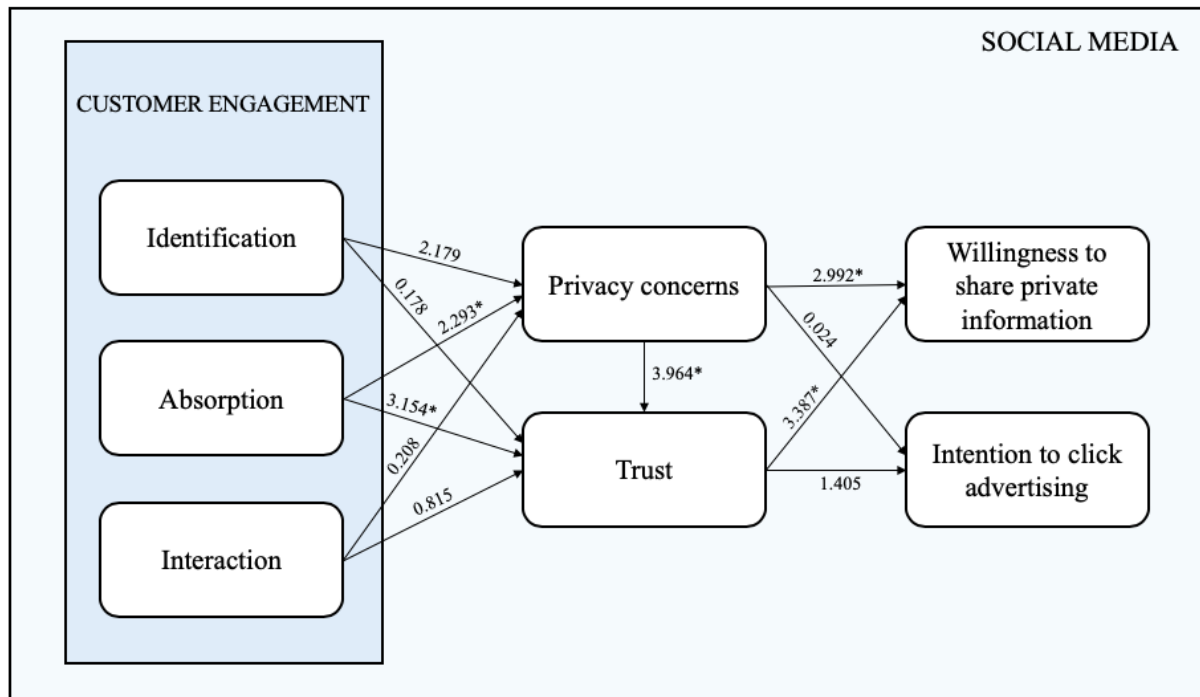 SOCIAL MEDIA
CUSTOMER ENGAGEMENT
Identification
Absorption
Interaction
2.179
0.178
2.293*
3.154*
0.208
0.815
Privacy concerns
3.964*
Trust
2.992*
0.024
3.387*
1.405
Willingness to
share private
information
Intention to click
advertising